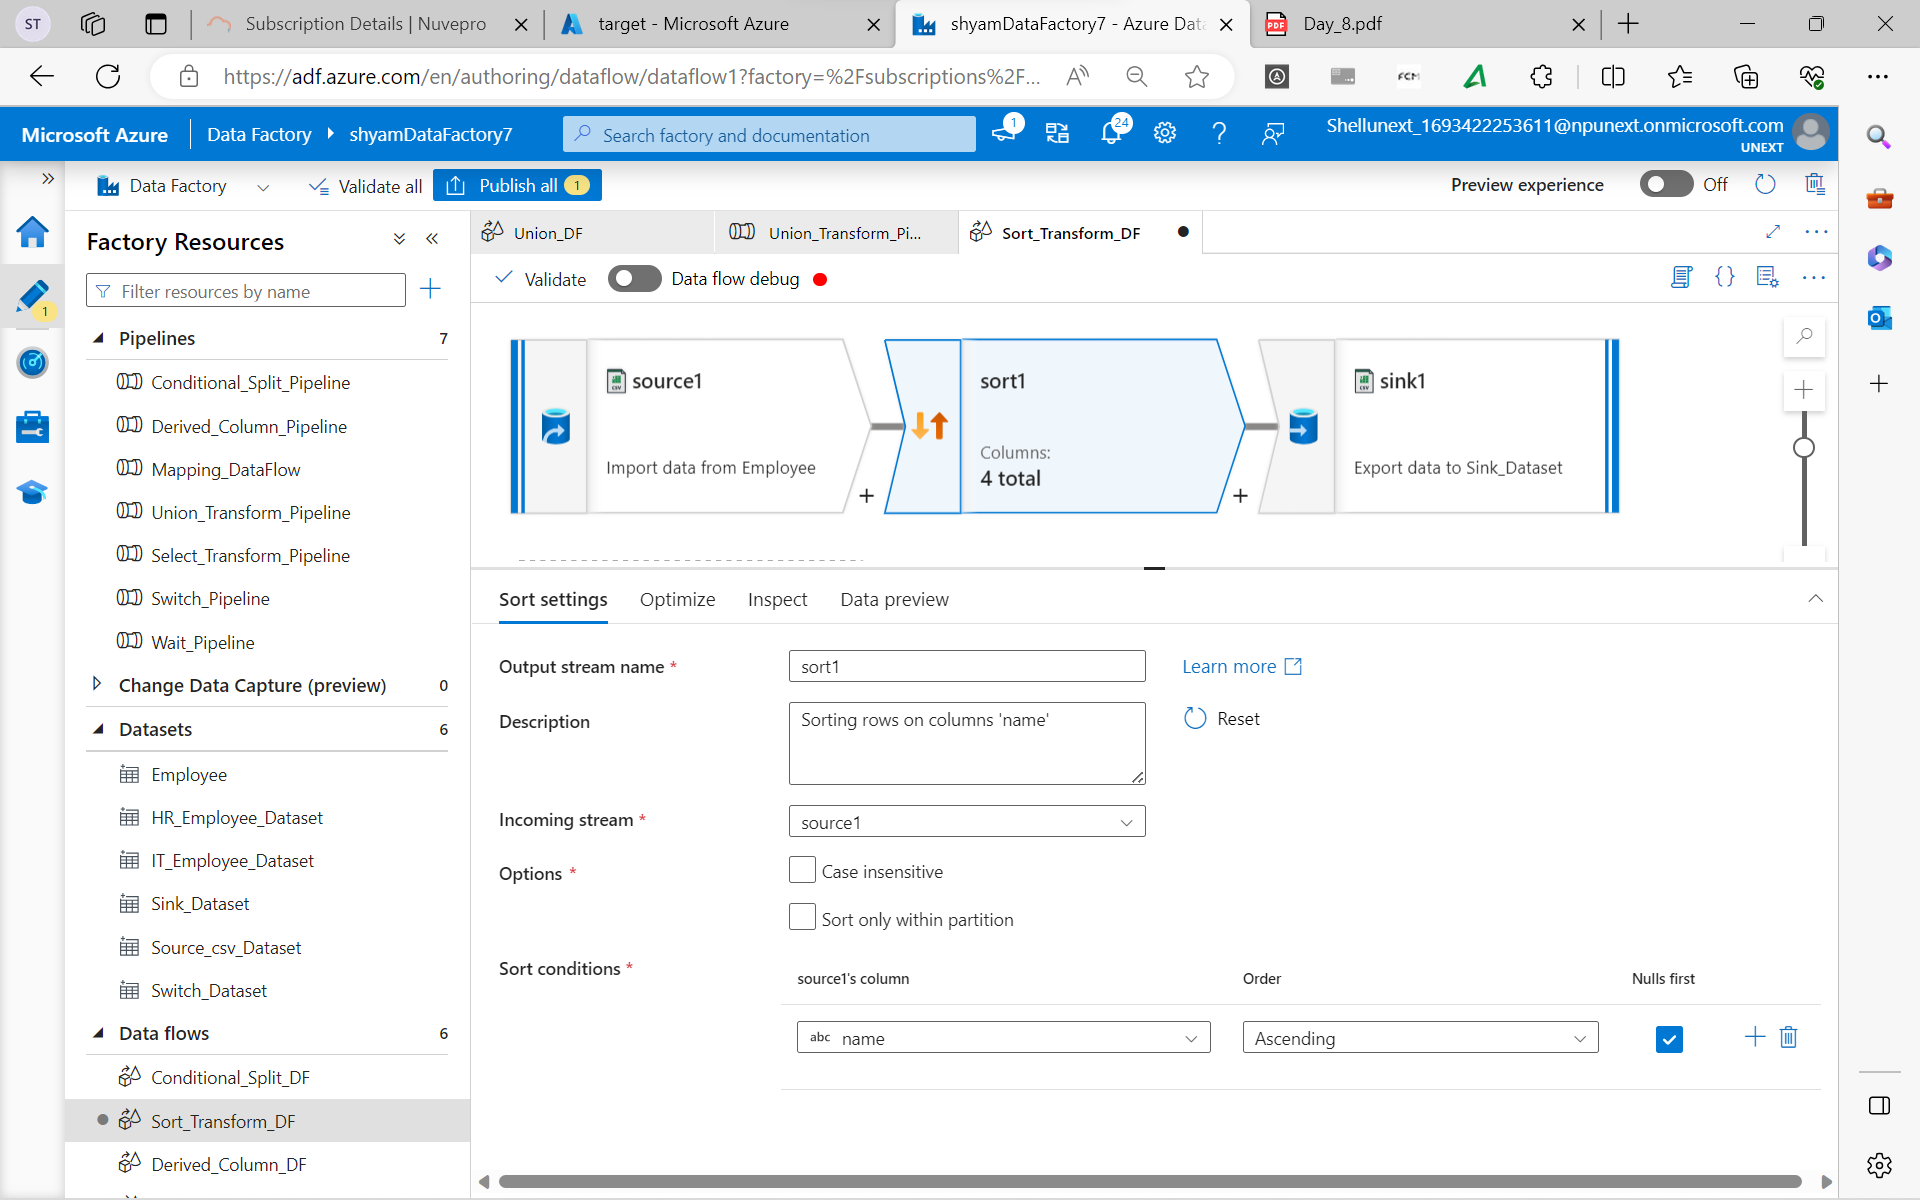 ST
Subscription Details | Nuvepro
target - Microsoft Azure
shyamDataFactory7 - Azure Data
Day_8.pdf
https://adf.azure.com/en/authoring/dataflow/dataflow1?factory=%2Fsubscriptions%2F...
FCM
Microsoft Azure
Data Factory
shyamDataFactory7
Search factory and documentation
1
24
Shellunext_1693422253611@npunext.onmicrosoft.com
UNEXT
Data Factory
Validate all
Publish all 1
Preview experience
Off
Factory Resources
Filter resources by name
1
Pipelines 7
Conditional_Split_Pipeline
Derived_Column_Pipeline
Mapping_DataFlow
Union_Transform_Pipeline
Select_Transform_Pipeline
Switch_Pipeline
Wait_Pipeline
Change Data Capture (preview) 0
Datasets 6
Employee
HR_Employee_Dataset
IT_Employee_Dataset
Sink_Dataset
Source_csv_Dataset
Switch_Dataset
Data flows 6
Conditional_Split_DF
Sort_Transform_DF
Derived_Column_DF
Union_DF
Union_Transform_Pi...
Sort_Transform_DF
Validate
Data flow debug
source1
Import data from Employee
sort1
Columns:
4 total
sink1
Export data to Sink_Dataset
Sort settings
Optimize
Inspect
Data preview
Output stream name *
sort1
Learn more
Description
Sorting rows on columns 'name'
Reset
Incoming stream *
source1
Options *
Case insensitive
Sort only within partition
Sort conditions *
source1's column
Order
Nulls first
abc name
Ascending